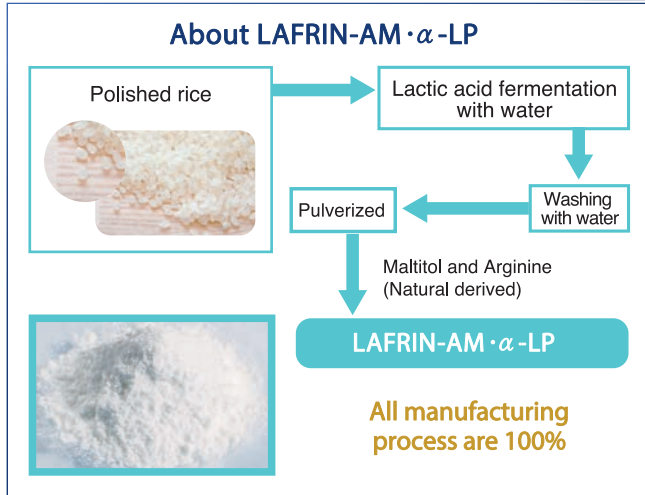 About LAFRIN-AM・α-LP
Polished rice
Lactic acid fermentation
with water
Washing
with water
Pulverized
Maltitol and Arginine
(Natural derived)
LAFRIN-AM・α-LP
All manufacturing
process are 100%